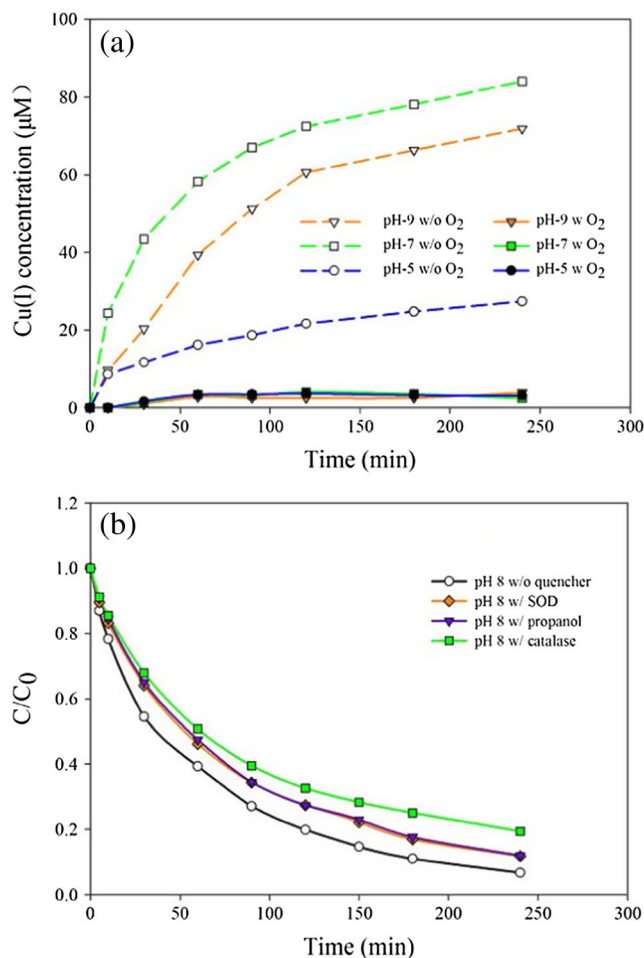 (a)
100
80
60
40
20
0
Cu(I) concentration (μM)
pH-9 w/o O2 pH-9 w O2
pH-7 w/o O2 pH-7 w O2
pH-5 w/o O2 pH-5 w O2
0 50 100 150 200 250 300
Time (min)
(b)
1.2
1.0
0.8
0.6
0.4
0.2
0.0
C/C0
pH 8 w/o quencher
pH 8 w/ SOD
pH 8 w/ propanol
pH 8 w/ catalase
0 50 100 150 200 250 300
Time (min)